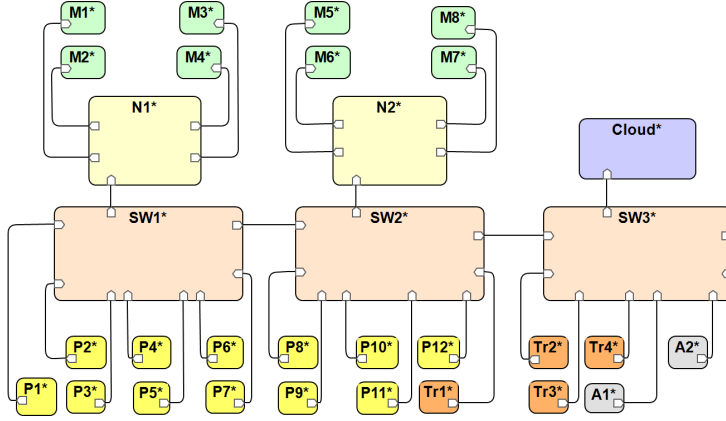 M1* M3* M5* M8*
M2* M4* M6* M7*
N1* N2* Cloud*
SW1* SW2* SW3*
P2* P4* P6* P8* P10* P12* Tr2* Tr4* A2*
P1* P3* P5* P7* P9* P11* Tr1* Tr3* A1*